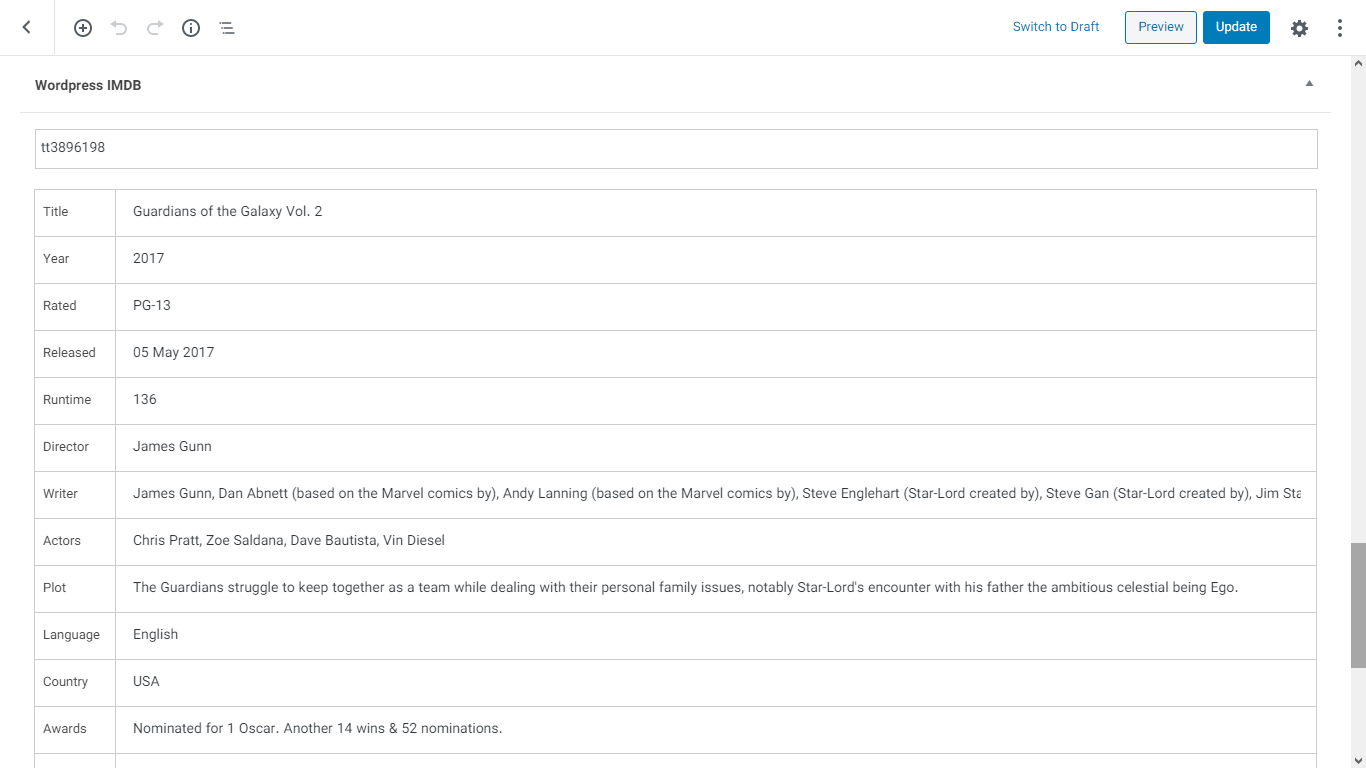 Switch to Draft
Preview
Update
Wordpress IMDB
tt3896198
Title Guardians of the Galaxy Vol. 2
Year 2017
Rated PG-13
Released 05 May 2017
Runtime 136
Director James Gunn
Writer James Gunn, Dan Abnett (based on the Marvel comics by), Andy Lanning (based on the Marvel comics by), Steve Englehart (Star-Lord created by), Steve Gan (Star-Lord created by), Jim Sta
Actors Chris Pratt, Zoe Saldana, Dave Bautista, Vin Diesel
Plot The Guardians struggle to keep together as a team while dealing with their personal family issues, notably Star-Lord's encounter with his father the ambitious celestial being Ego.
Language English
Country USA
Awards Nominated for 1 Oscar. Another 14 wins & 52 nominations.